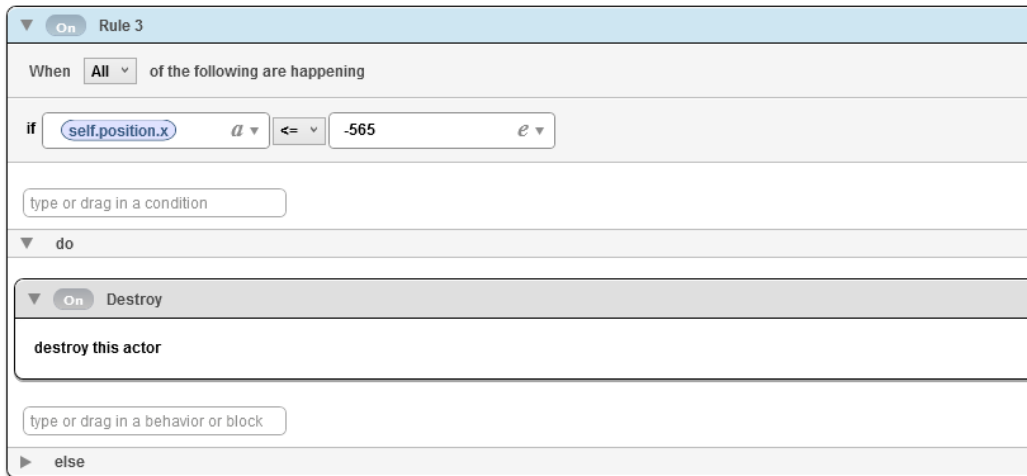 On Rule 3
When All of the following are happening
if self.position.x a <= -565 e
type or drag in a condition
do
On Destroy
destroy this actor
type or drag in a behavior or block
else